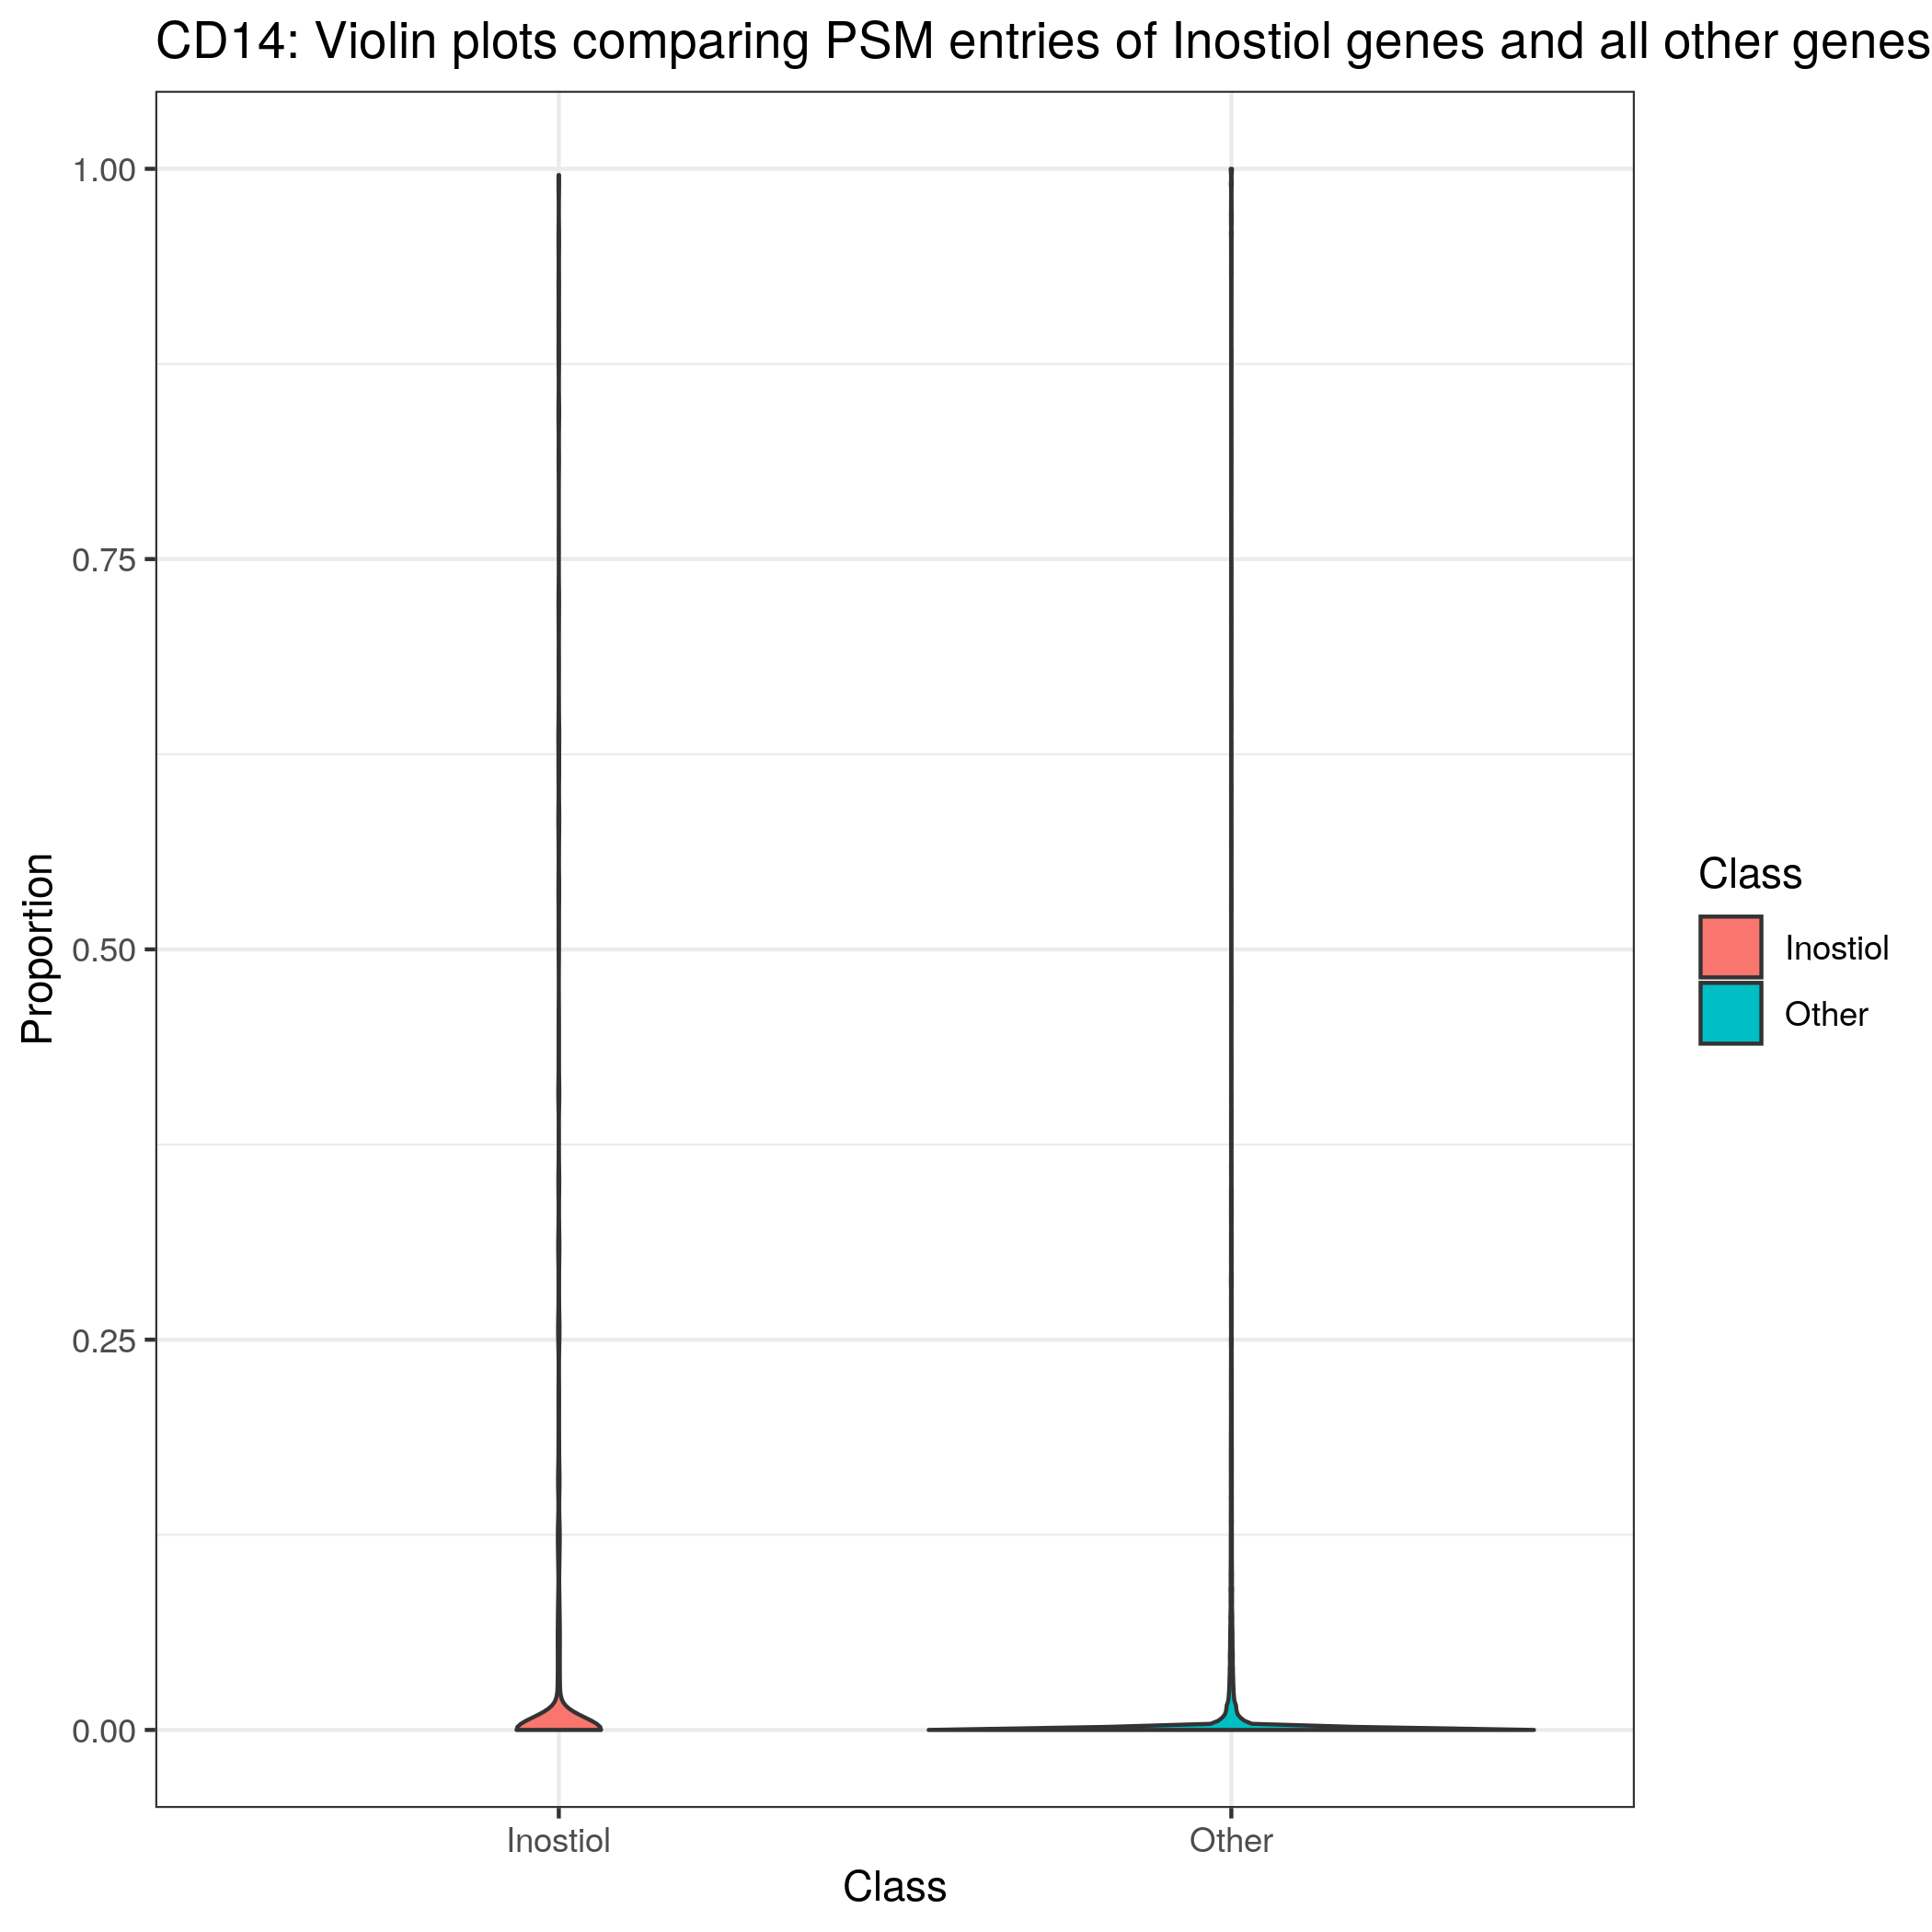 CD14: Violin plots comparing PSM entries of Inostiol genes and all other genes
1.00
0.75
0.50
0.25
0.00
Proportion
Inostiol
Other
Class
Class
Inostiol
Other